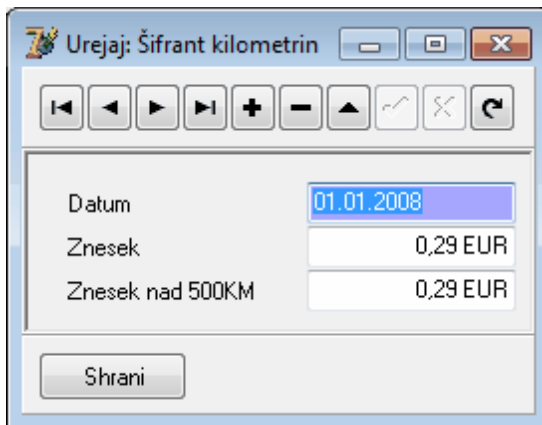 Urejaj: Šifrant kilometrin
Datum 01.01.2008
Znesek 0,29 EUR
Znesek nad 500KM 0,29 EUR
Shrani